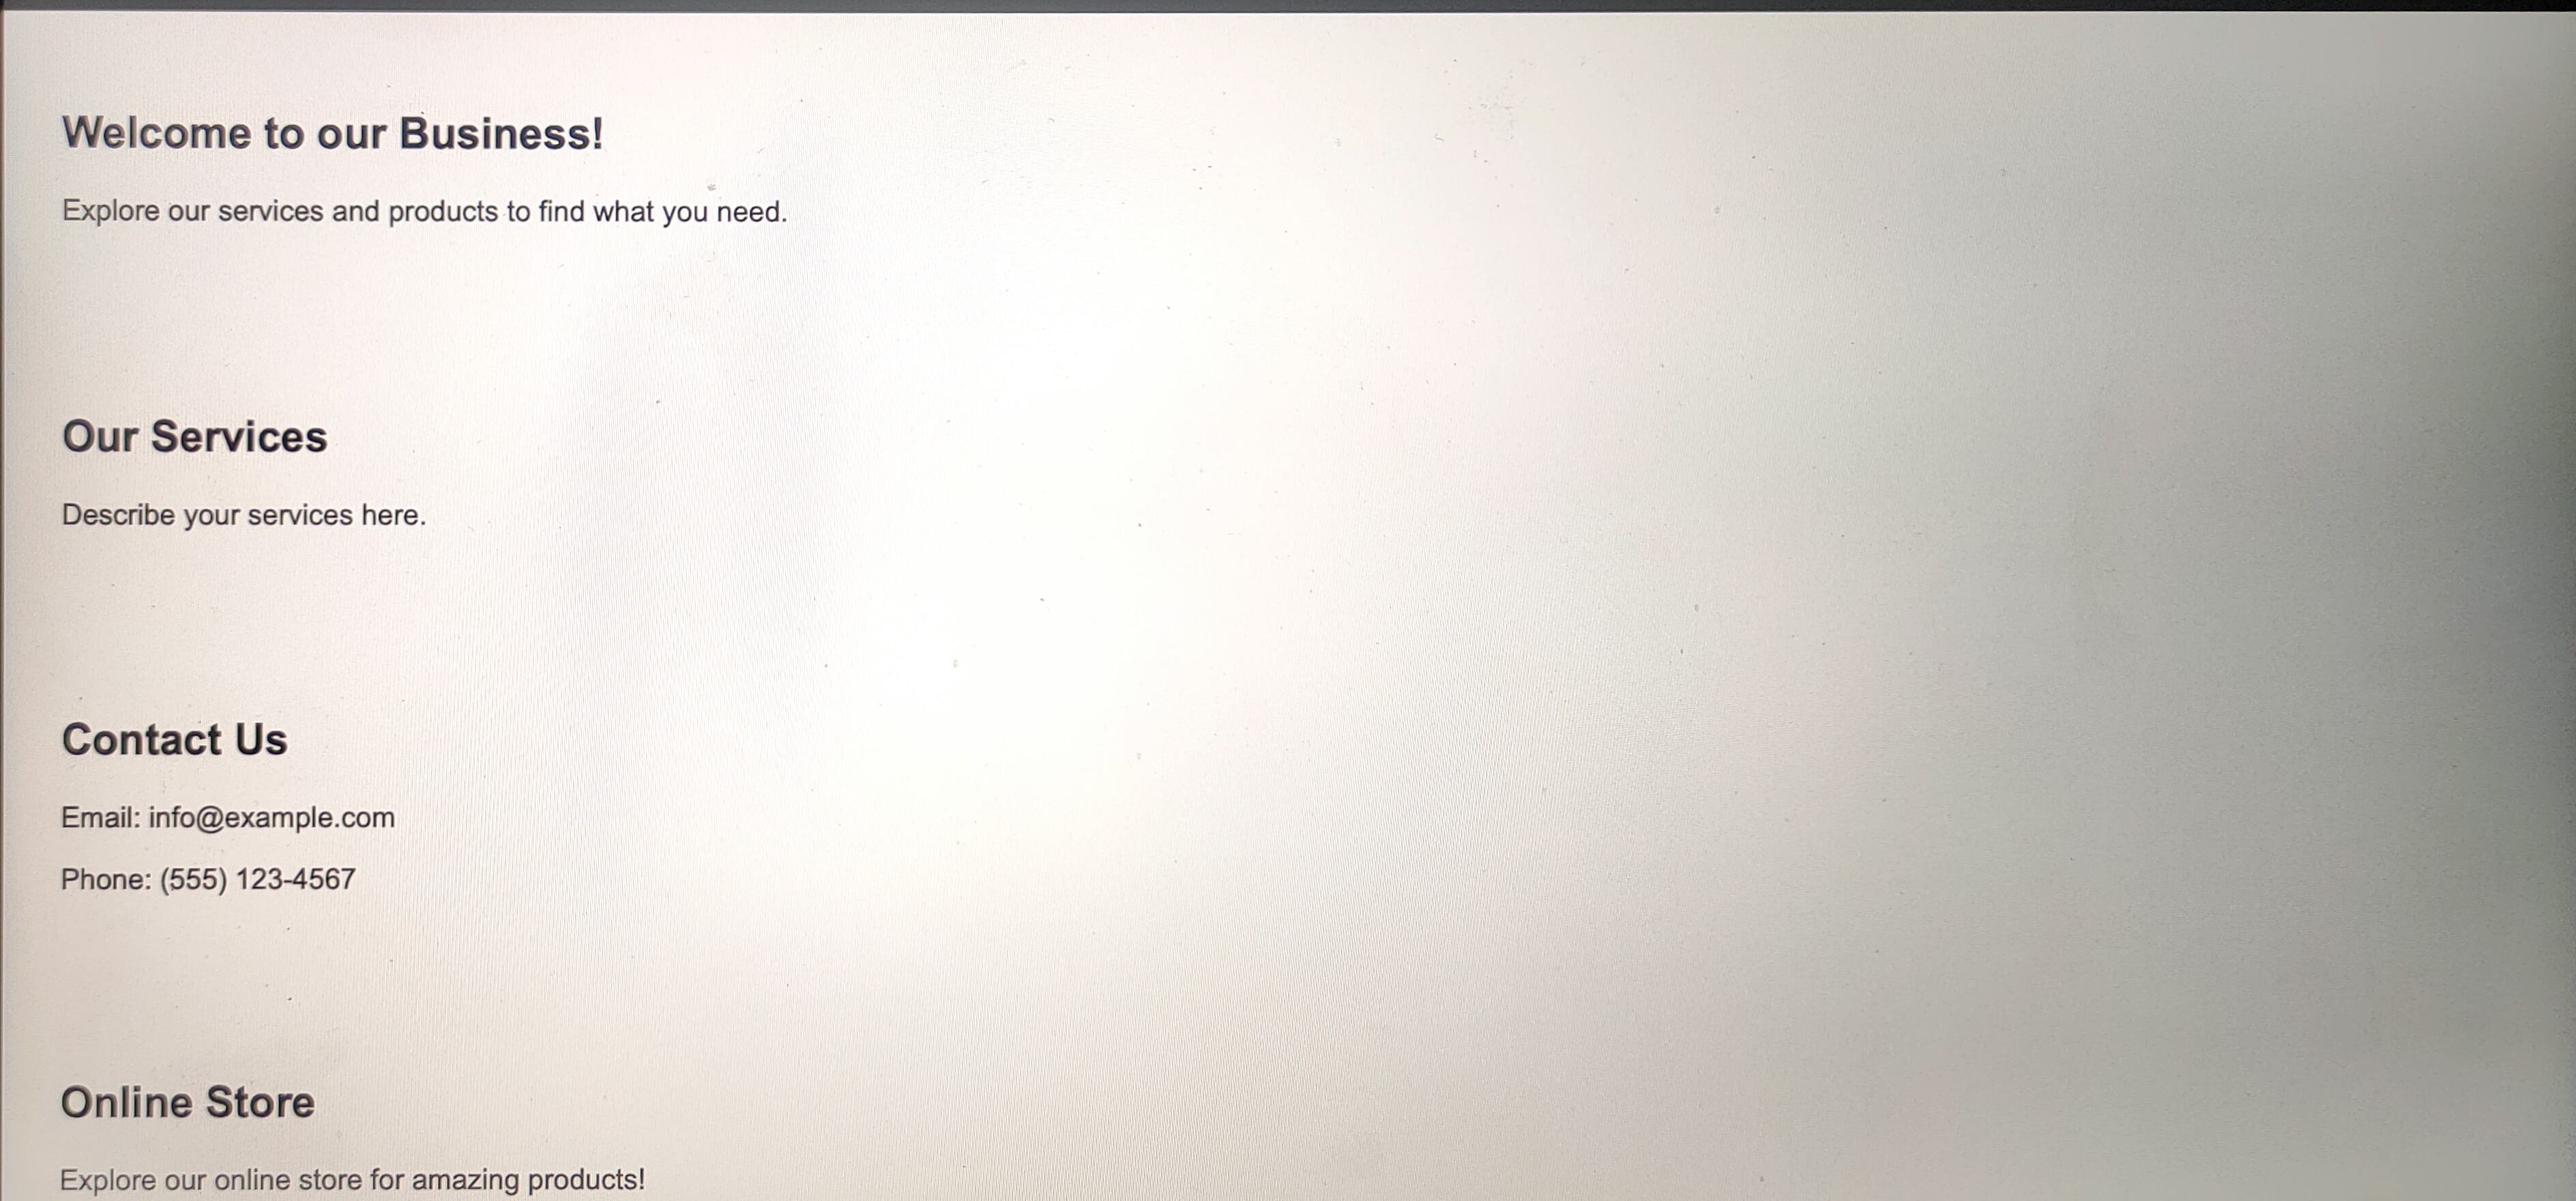 Welcome to our Business!
Explore our services and products to find what you need.
Our Services
Describe your services here.
Contact Us
Email: info@example.com
Phone: (555) 123-4567
Online Store
Explore our online store for amazing products!